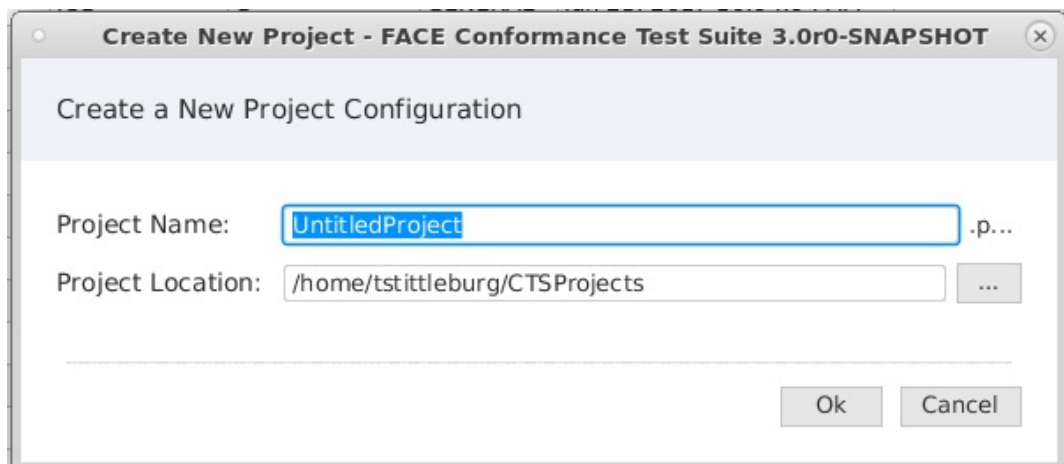 Create New Project - FACE Conformance Test Suite 3.0r0-SNAPSHOT
Create a New Project Configuration
Project Name: UntitledProject .p...
Project Location: /home/tstittleburg/CTSProjects ...
Ok Cancel